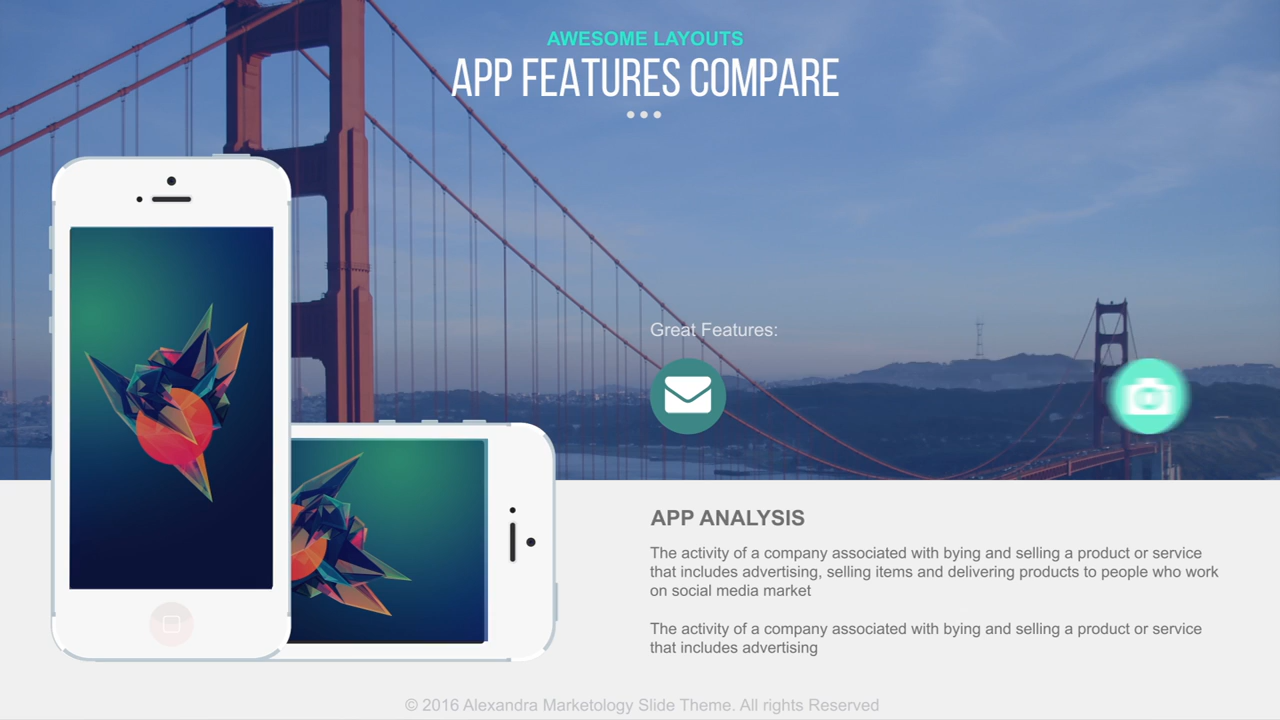 AWESOME LAYOUTS
APP FEATURES COMPARE
Great Features:
APP ANALYSIS
The activity of a company associated with bying and selling a product or service
that includes advertising, selling items and delivering products to people who work
on social media market
The activity of a company associated with bying and selling a product or service
that includes advertising
© 2016 Alexandra Marketology Slide Theme. All rights Reserved